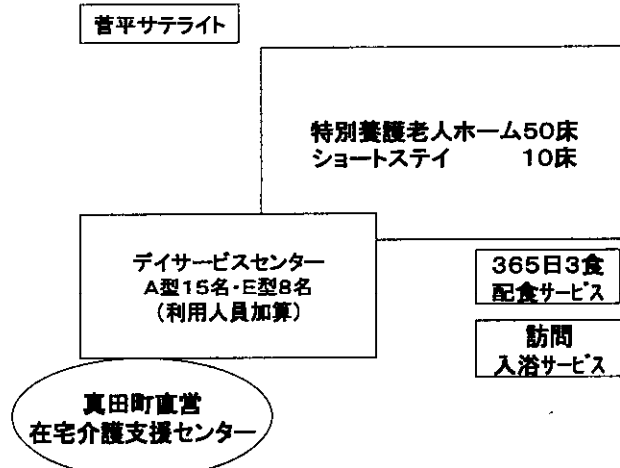 菅平サテライト
特別養護老人ホーム50床
ショートステイ 10床
デイサービスセンター
A型15名・E型8名
(利用人員加算)
365日3食
配食サービス
訪問
入浴サービス
真田町直営
在宅介護支援センター